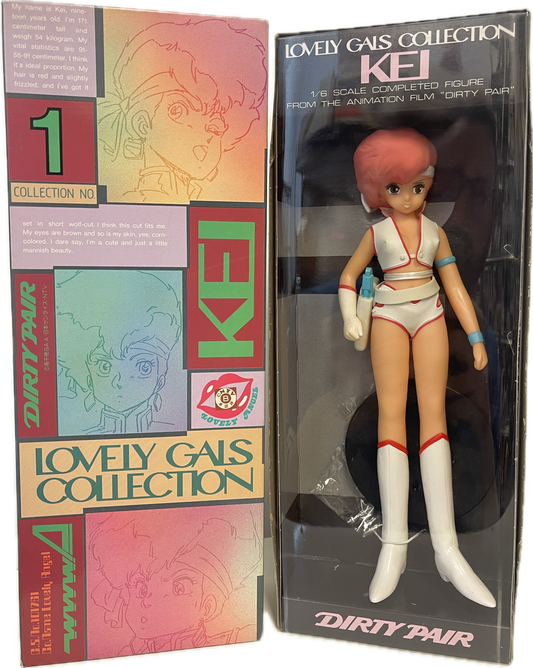 My name is Kei, nine-
teen years old. I'm 171
centimeter tall and
weigh 54 kilogram. My
vital statistics are 91-
55-91 centimeter. I think
it's ideal proportion. My
hair is red and slightly
frizzled, and I've got it
1
COLLECTION NO.
set in short wolf-cut. I think this cut fits me.
My eyes are brown and so is my skin, yes, corn-
colored. I dare say, I'm a cute and just a little
mannish beauty.
KEI
DIRTY PAIR
LOVELY ANGEL
LOVELY GALS
COLLECTION
LOVELY GALS COLLECTION
KEI
1/6 SCALE COMPLETED FIGURE
FROM THE ANIMATION FILM "DIRTY PAIR"
DIRTY PAIR